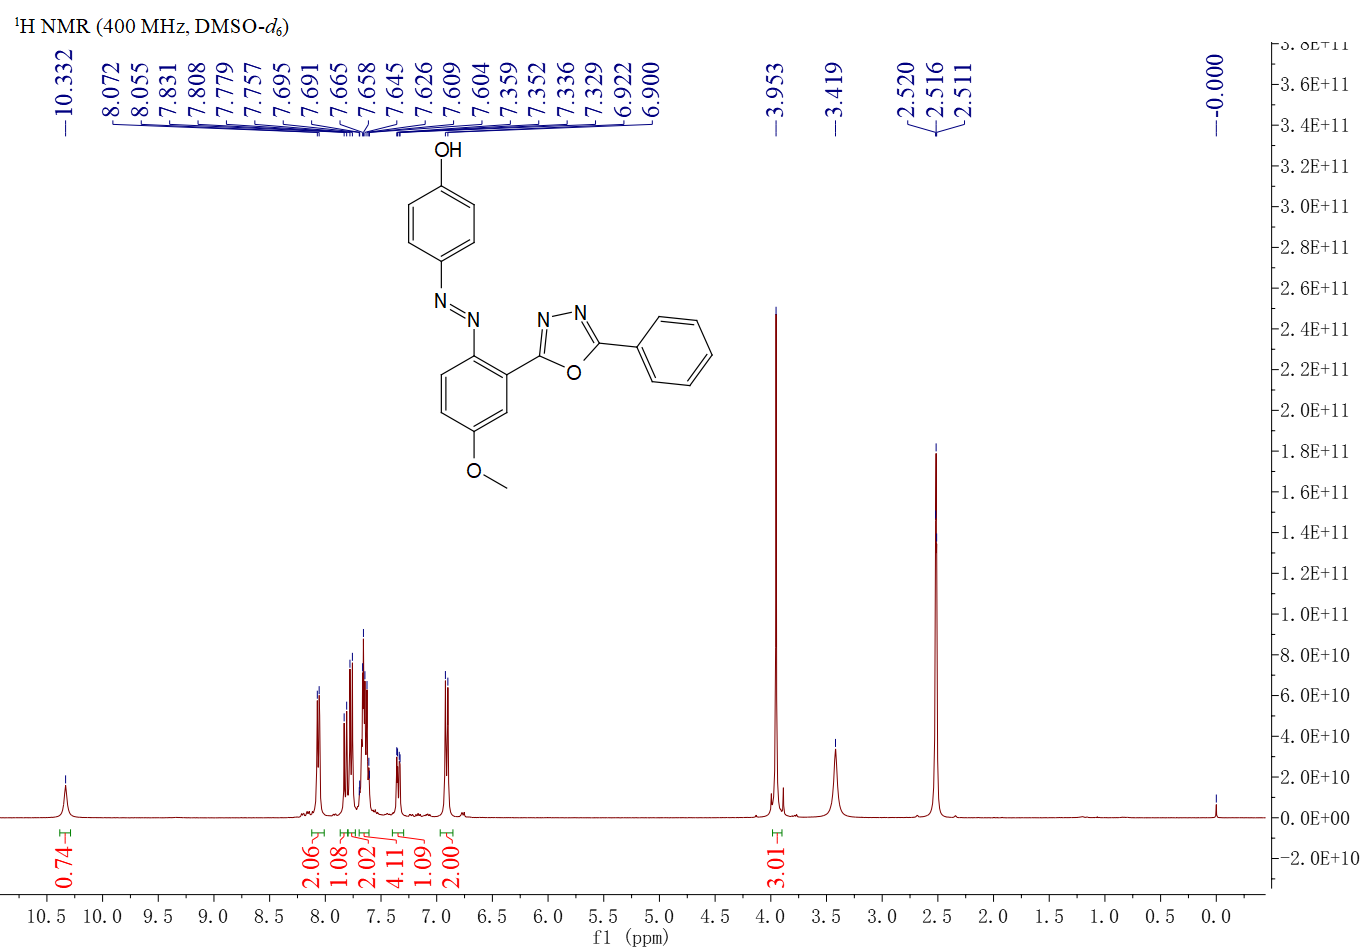 ¹H NMR (400 MHz, DMSO-d₆)
—10.332
8.072
8.055
7.831
7.808
7.779
7.757
7.695
7.691
7.665
7.658
7.645
7.626
7.609
7.604
7.359
7.352
7.336
7.329
6.922
6.900
—3.953
—3.419
2.520
2.516
2.511
—-0.000
OH
N
N
N
N
O
O
3.8E+11
3.6E+11
3.4E+11
3.2E+11
3.0E+11
2.8E+11
2.6E+11
2.4E+11
2.2E+11
2.0E+11
1.8E+11
1.6E+11
1.4E+11
1.2E+11
1.0E+11
8.0E+10
6.0E+10
4.0E+10
2.0E+10
0.0E+00
-2.0E+10
0.74
2.06
1.08
2.02
4.11
1.09
2.00
3.01
10.5 10.0 9.5 9.0 8.5 8.0 7.5 7.0 6.5 6.0 5.5 5.0 4.5 4.0 3.5 3.0 2.5 2.0 1.5 1.0 0.5 0.0
f1 (ppm)